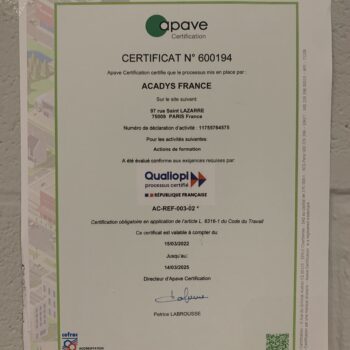 apave
Certification
CERTIFICAT N° 600194
Apave Certification certifie que le processus mis en place par :
ACADYS FRANCE
Sur le site suivant:
97 rue Saint LAZARRE
75009 PARIS France
Numéro de déclaration d'activité : 11755764575
Pour les activités suivantes:
Actions de formation
A été évalué conforme aux exigences requises par:
Qualiopi
processus certifié
RÉPUBLIQUE FRANÇAISE
AC-REF-003-02 *
Certification obligatoire en application de l'article L. 6316-1 du Code du Travail
Ce certificat est valable à compter du
15/03/2022
Jusqu'au
14/03/2025
Directeur d'Apave Certification
Patrice LABROUSSE
cofrac